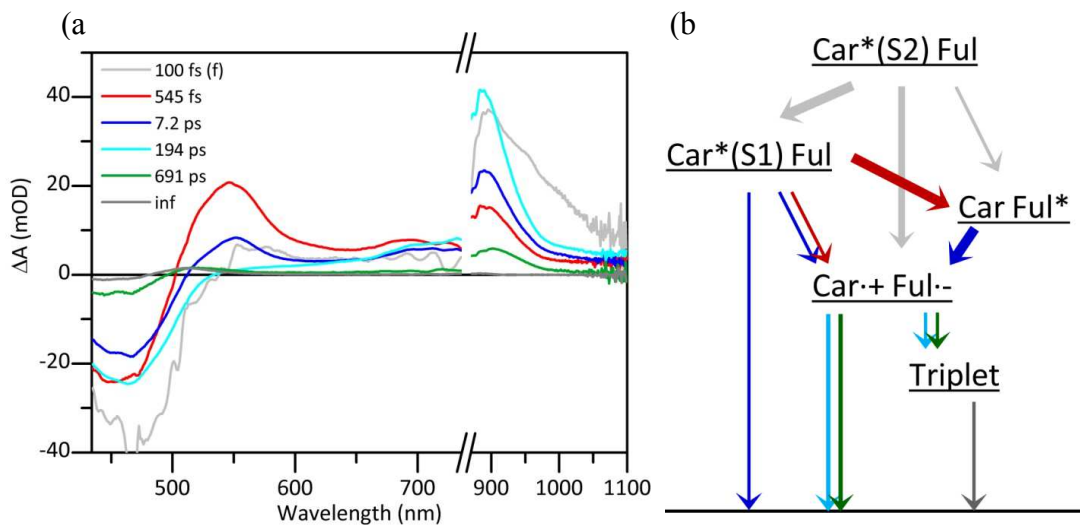 (a
100 fs (f)
545 fs
7.2 ps
194 ps
691 ps
inf
40
20
0
-20
-40
ΔA (mOD)
500 600 700 900 1000 1100
Wavelength (nm)
(b)
Car*(S2) Ful
Car*(S1) Ful
Car Ful*
Car·+ Ful·-
Triplet